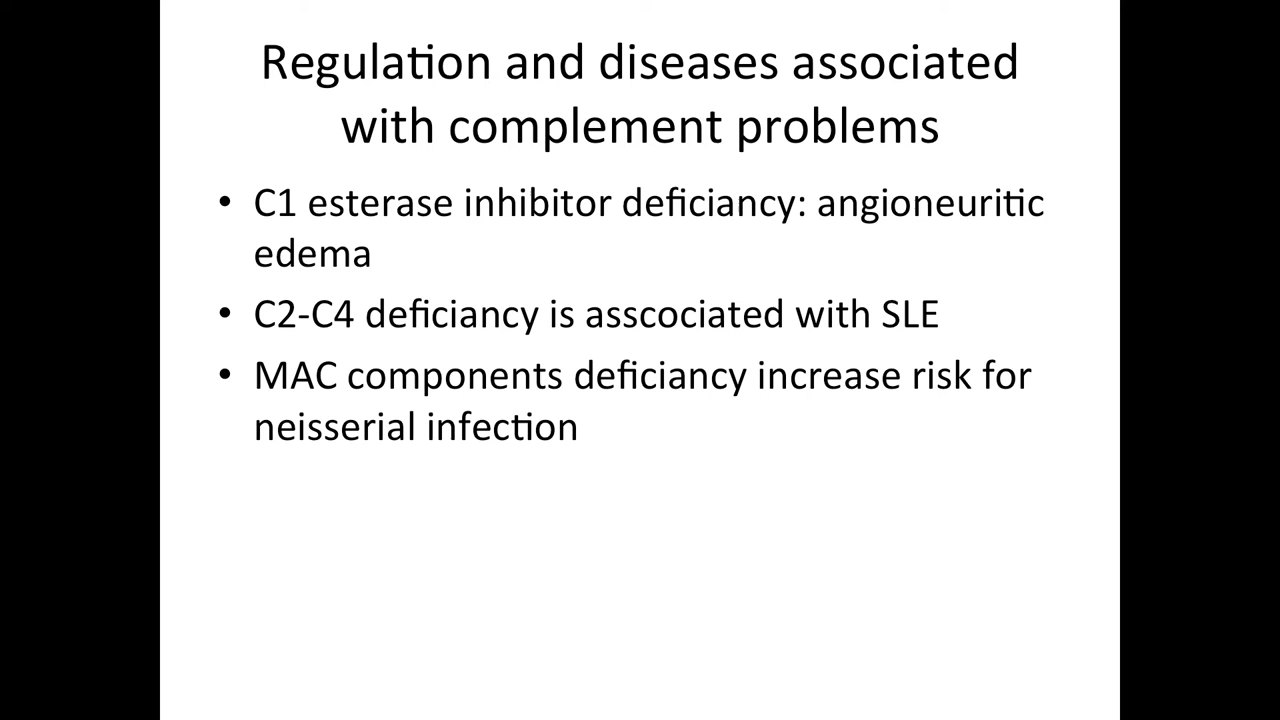 Regulation and diseases associated
with complement problems
• C1 esterase inhibitor deficiancy: angioneuritic
edema
• C2-C4 deficiancy is asscociated with SLE
• MAC components deficiancy increase risk for
neisserial infection